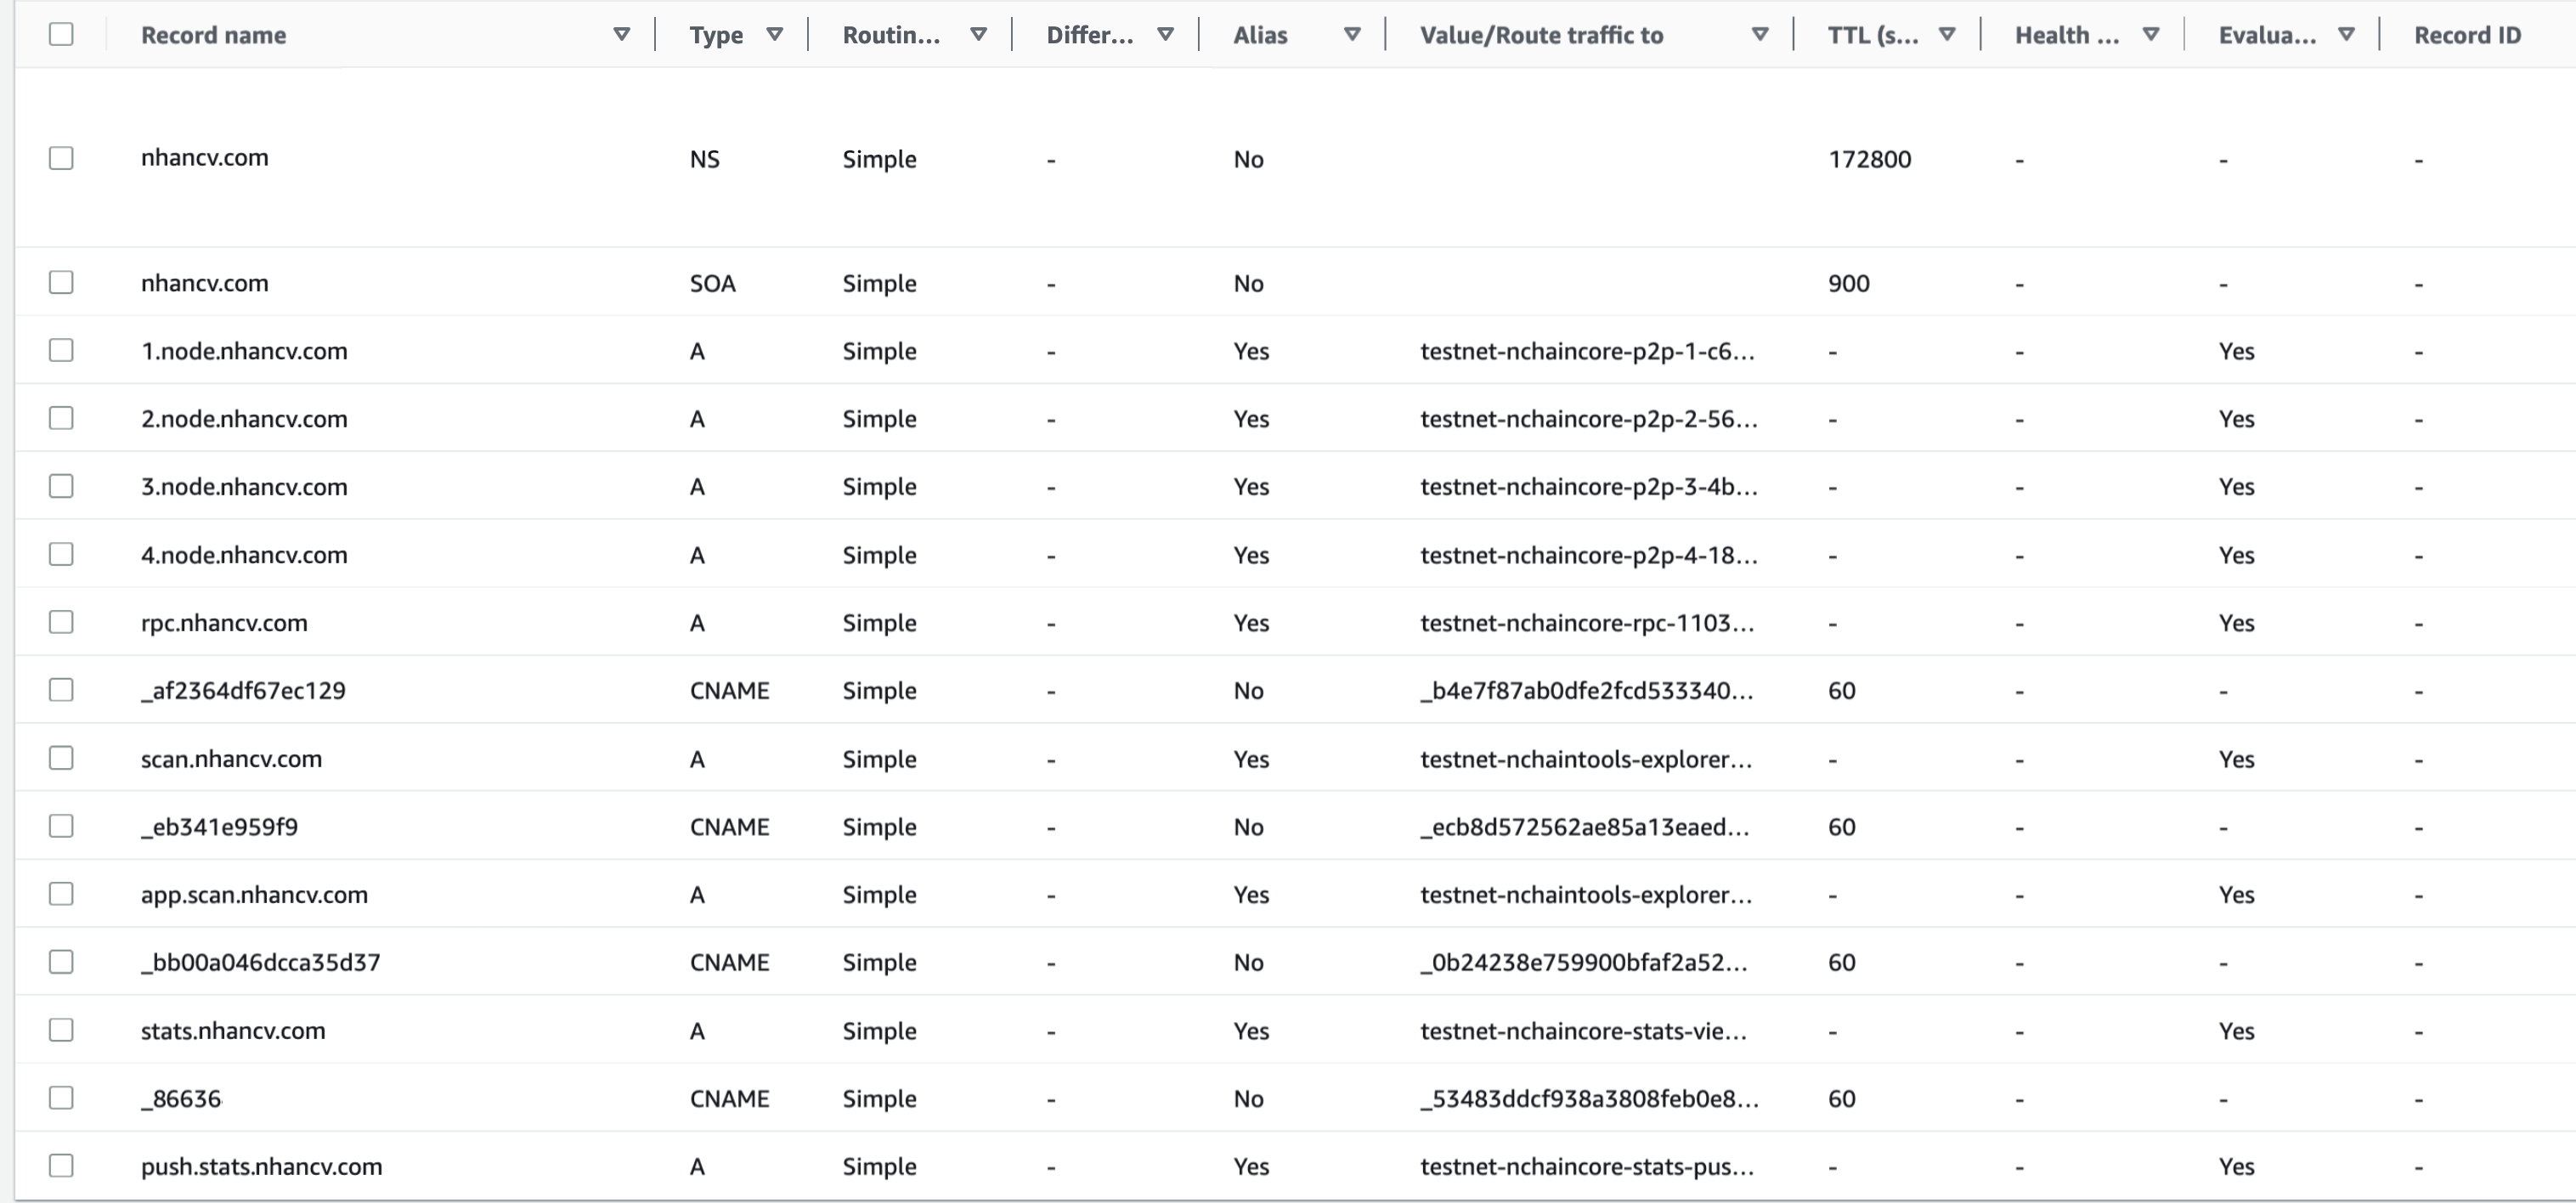 Record name Type Routin... Differ... Alias Value/Route traffic to TTL (s... Health ... Evalua... Record ID
nhancv.com NS Simple - No 172800 - - -
nhancv.com SOA Simple - No 900 - - -
1.node.nhancv.com A Simple - Yes testnet-nchaincore-p2p-1-c6... - - Yes -
2.node.nhancv.com A Simple - Yes testnet-nchaincore-p2p-2-56... - - Yes -
3.node.nhancv.com A Simple - Yes testnet-nchaincore-p2p-3-4b... - - Yes -
4.node.nhancv.com A Simple - Yes testnet-nchaincore-p2p-4-18... - - Yes -
rpc.nhancv.com A Simple - Yes testnet-nchaincore-rpc-1103... - - Yes -
_af2364df67ec129 CNAME Simple - No _b4e7f87ab0dfe2fcd533340... 60 - - -
scan.nhancv.com A Simple - Yes testnet-nchaintools-explorer... - - Yes -
_eb341e959f9 CNAME Simple - No _ecb8d572562ae85a13eaed... 60 - - -
app.scan.nhancv.com A Simple - Yes testnet-nchaintools-explorer... - - Yes -
_bb00a046dcca35d37 CNAME Simple - No _0b24238e759900bfaf2a52... 60 - - -
stats.nhancv.com A Simple - Yes testnet-nchaincore-stats-vie... - - Yes -
_86636 CNAME Simple - No _53483ddcf938a3808feb0e8... 60 - - -
push.stats.nhancv.com A Simple - Yes testnet-nchaincore-stats-pus... - - Yes -